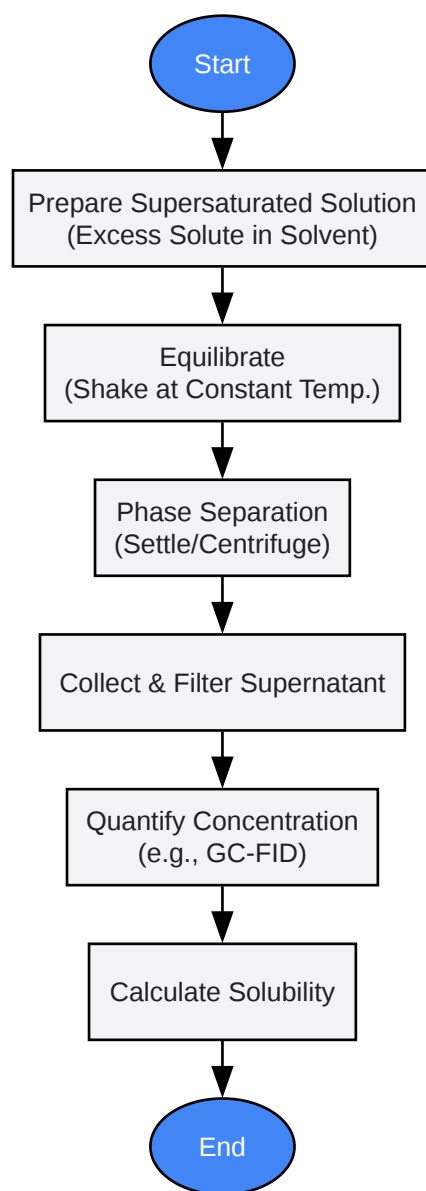 Start
Prepare Supersaturated Solution
(Excess Solute in Solvent)
Equilibrate
(Shake at Constant Temp.)
Phase Separation
(Settle/Centrifuge)
Collect & Filter Supernatant
Quantify Concentration
(e.g., GC-FID)
Calculate Solubility
End